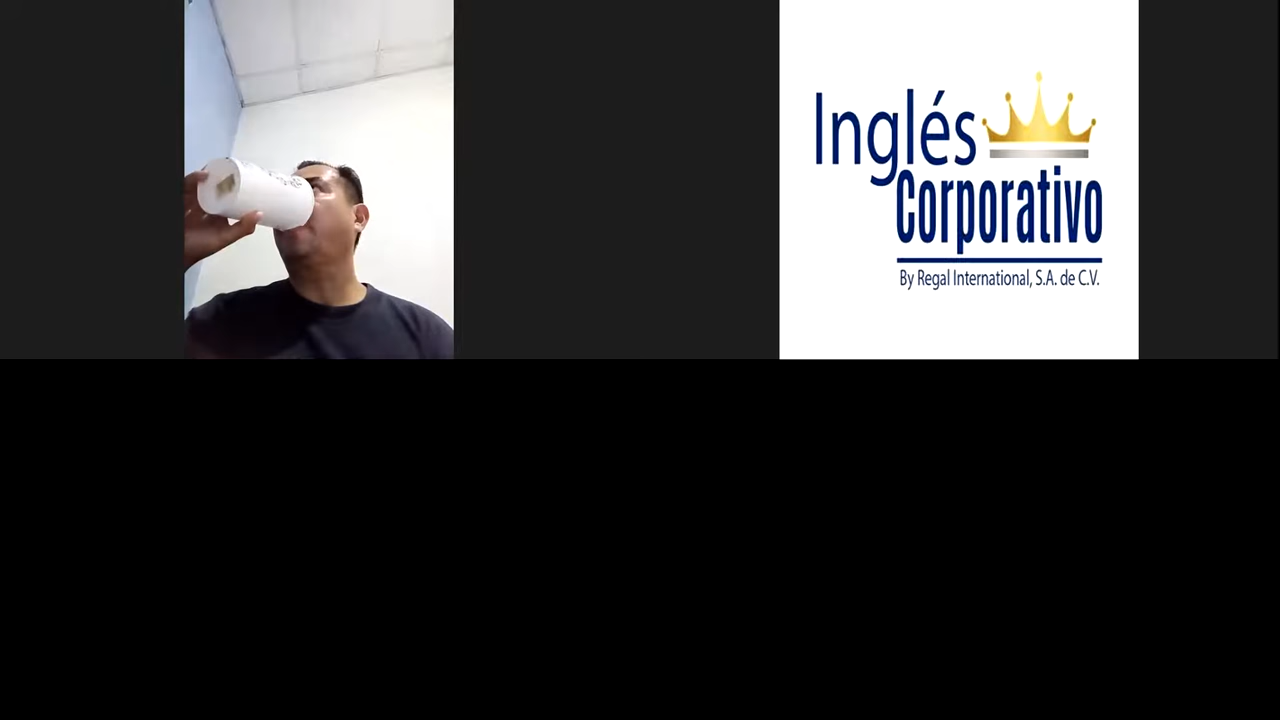 Inglés
Corporativo
By Regal International, S.A. de C.V.